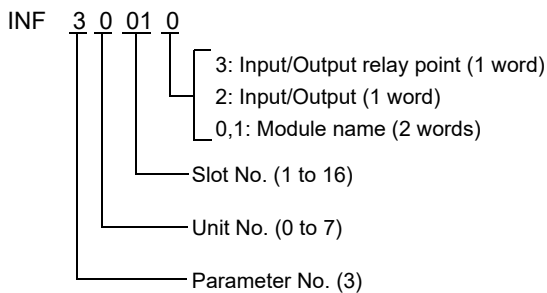 INF 3 0 01 0
3: Input/Output relay point (1 word)
2: Input/Output (1 word)
0,1: Module name (2 words)
Slot No. (1 to 16)
Unit No. (0 to 7)
Parameter No. (3)